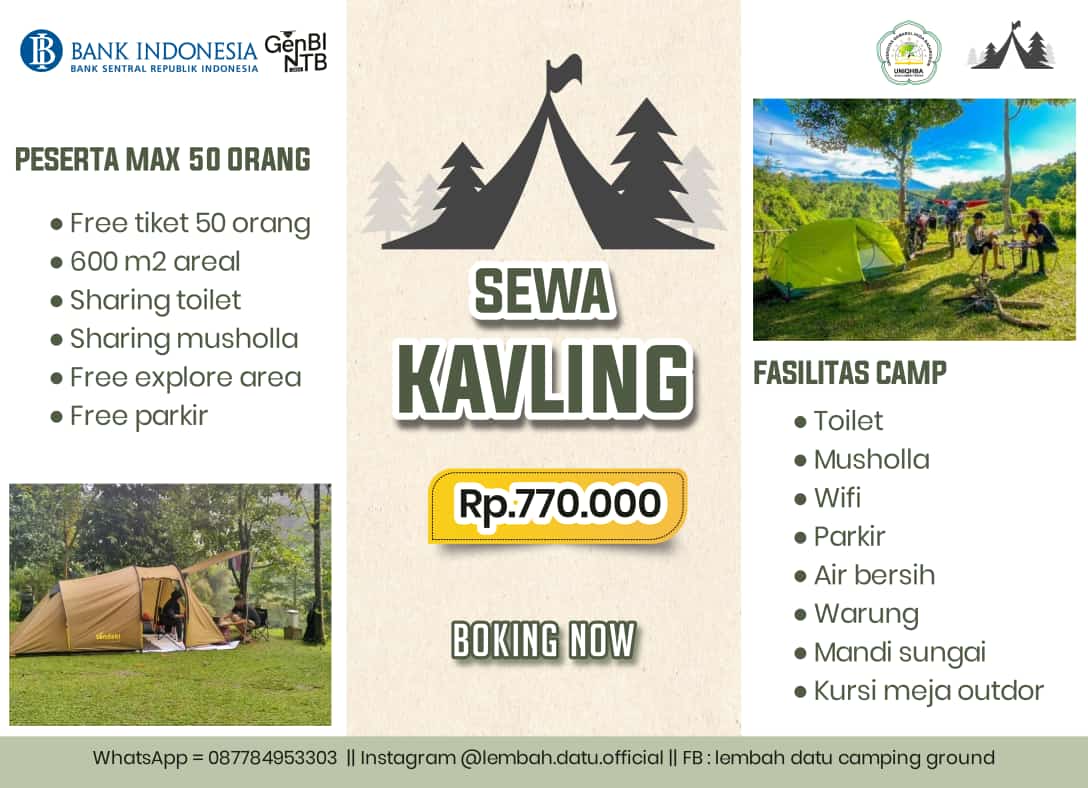 BANK INDONESIA
BANK SENTRAL REPUBLIK INDONESIA
GenBI
NTB
UNIQHBA
PESERTA MAX 50 ORANG
● Free tiket 50 orang
● 600 m2 areal
● Sharing toilet
● Sharing musholla
● Free explore area
● Free parkir
SEWA
KAVLING
Rp.770.000
BOKING NOW
FASILITAS CAMP
● Toilet
● Musholla
● Wifi
● Parkir
● Air bersih
● Warung
● Mandi sungai
● Kursi meja outdor
WhatsApp = 087784953303 || Instagram @lembah.datu.official || FB : lembah datu camping ground